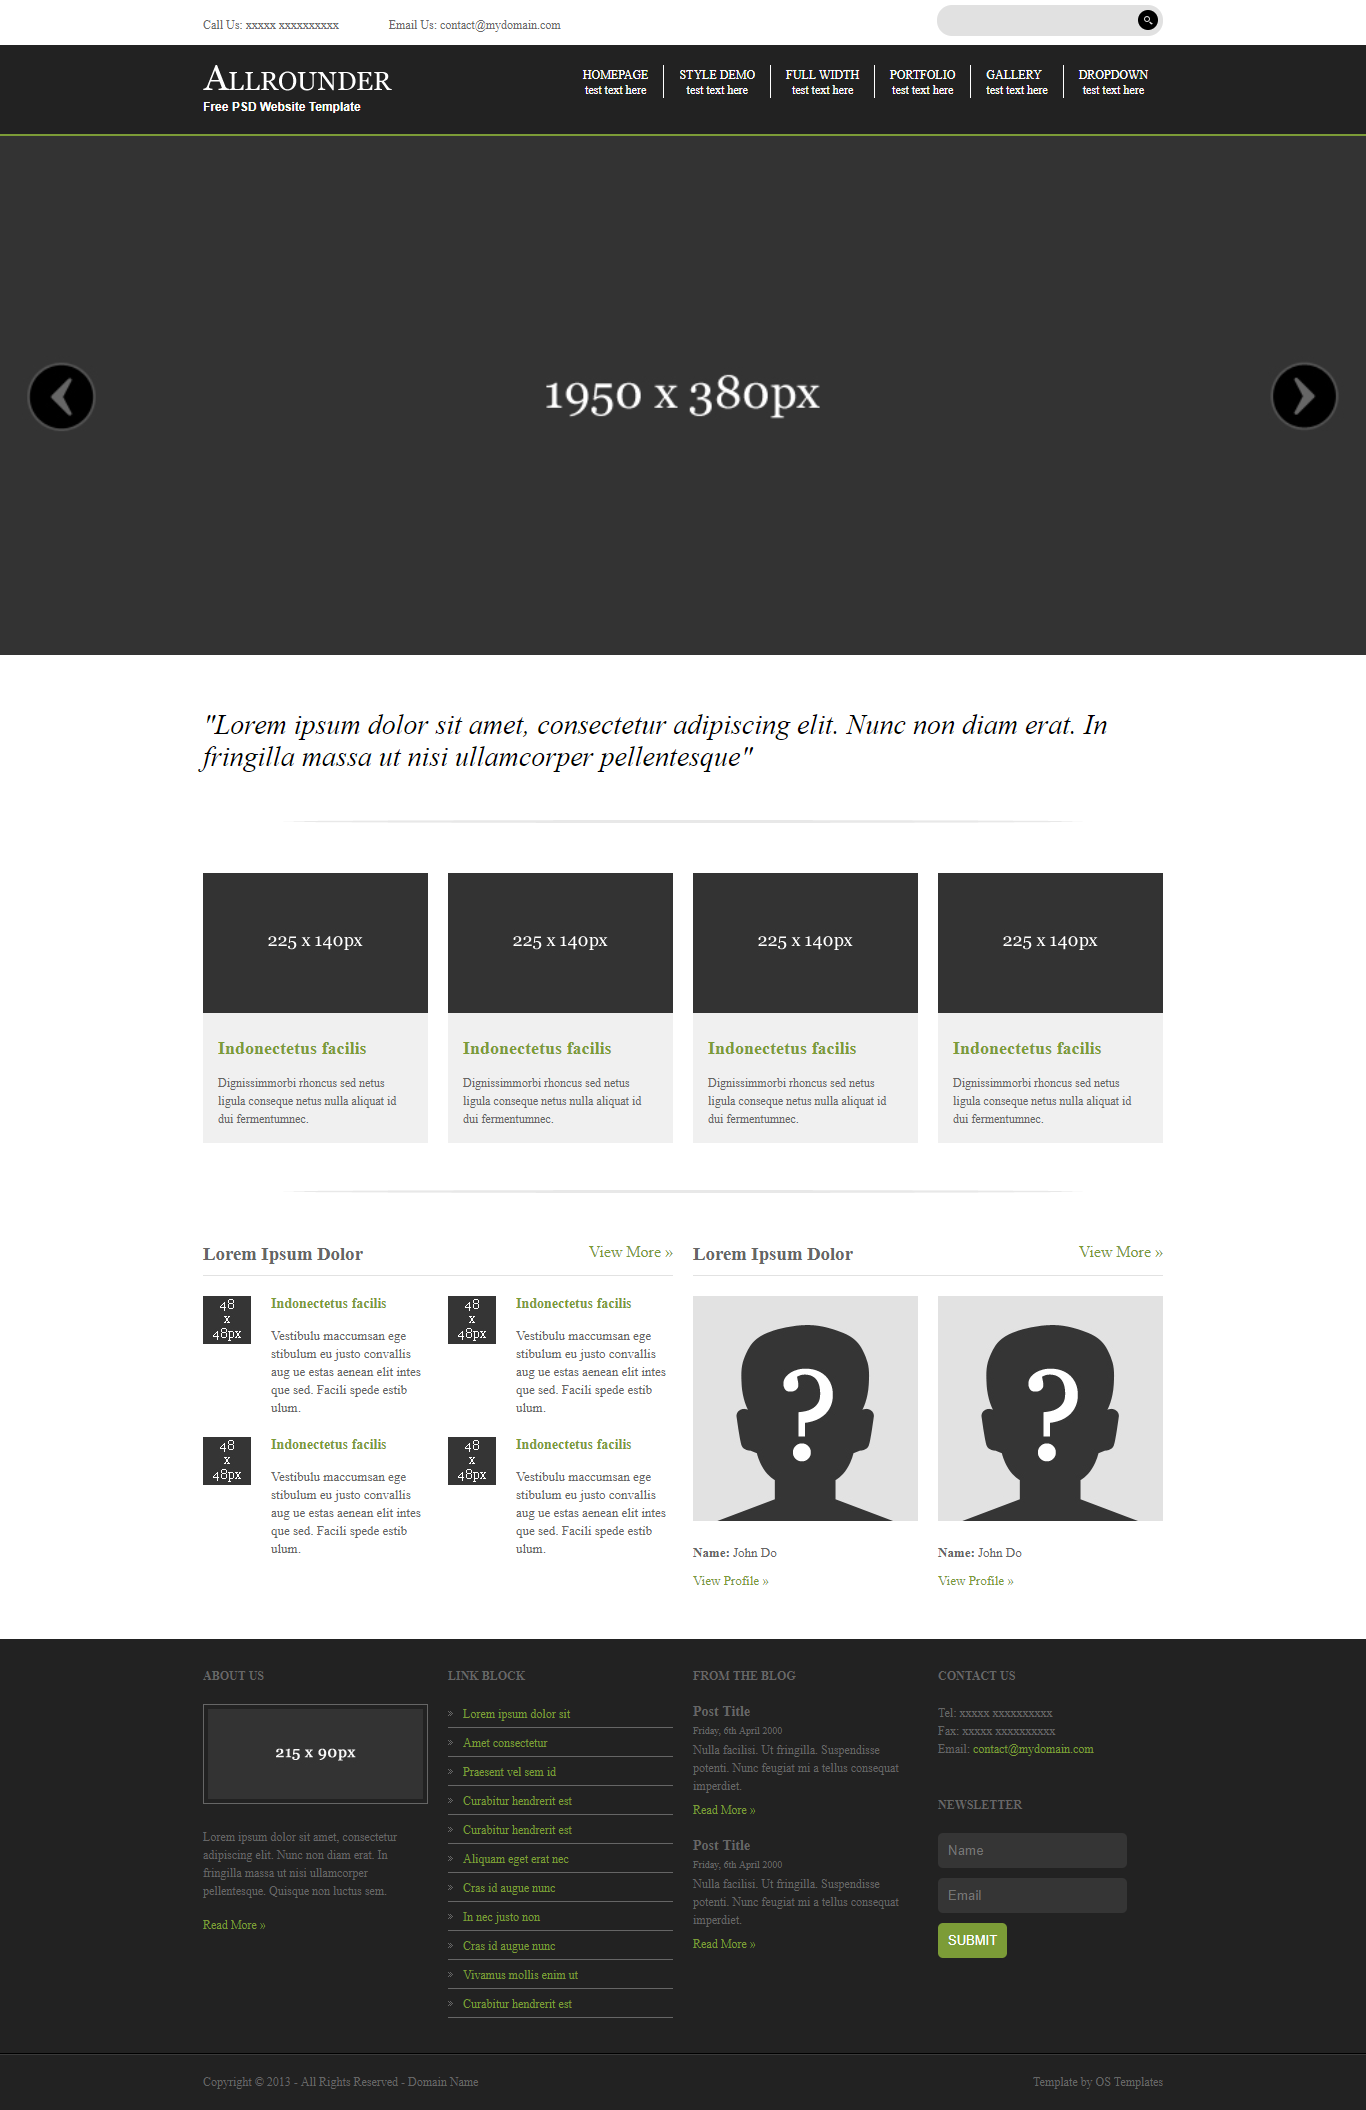 Call Us: xxxxx xxxxxxxxxx
Email Us: contact@mydomain.com
ALLROUNDER
Free PSD Website Template
HOMEPAGE
test text here
STYLE DEMO
test text here
FULL WIDTH
test text here
PORTFOLIO
test text here
GALLERY
test text here
DROPDOWN
test text here
1950 x 380px
"Lorem ipsum dolor sit amet, consectetur adipiscing elit. Nunc non diam erat. In
fringilla massa ut nisi ullamcorper pellentesque"
225 x 140px
Indonectetus facilis
Dignissimmorbi rhoncus sed netus
ligula conseque netus nulla aliquat id
dui fermentumnec.
225 x 140px
Indonectetus facilis
Dignissimmorbi rhoncus sed netus
ligula conseque netus nulla aliquat id
dui fermentumnec.
225 x 140px
Indonectetus facilis
Dignissimmorbi rhoncus sed netus
ligula conseque netus nulla aliquat id
dui fermentumnec.
225 x 140px
Indonectetus facilis
Dignissimmorbi rhoncus sed netus
ligula conseque netus nulla aliquat id
dui fermentumnec.
Lorem Ipsum Dolor
View More »
48
x
48px
Indonectetus facilis
Vestibulu maccumsan ege
stibulum eu justo convallis
aug ue estas aenean elit intes
que sed. Facili spede estib
ulum.
48
x
48px
Indonectetus facilis
Vestibulu maccumsan ege
stibulum eu justo convallis
aug ue estas aenean elit intes
que sed. Facili spede estib
ulum.
48
x
48px
Indonectetus facilis
Vestibulu maccumsan ege
stibulum eu justo convallis
aug ue estas aenean elit intes
que sed. Facili spede estib
ulum.
48
x
48px
Indonectetus facilis
Vestibulu maccumsan ege
stibulum eu justo convallis
aug ue estas aenean elit intes
que sed. Facili spede estib
ulum.
Lorem Ipsum Dolor
View More »
?
Name: John Do
View Profile »
?
Name: John Do
View Profile »
ABOUT US
215 x 90px
Lorem ipsum dolor sit amet, consectetur
adipiscing elit. Nunc non diam erat. In
fringilla massa ut nisi ullamcorper
pellentesque. Quisque non luctus sem.
Read More »
LINK BLOCK
» Lorem ipsum dolor sit
» Amet consectetur
» Praesent vel sem id
» Curabitur hendrerit est
» Curabitur hendrerit est
» Aliquam eget erat nec
» Cras id augue nunc
» In nec justo non
» Cras id augue nunc
» Vivamus mollis enim ut
» Curabitur hendrerit est
FROM THE BLOG
Post Title
Friday, 6th April 2000
Nulla facilisi. Ut fringilla. Suspendisse
potenti. Nunc feugiat mi a tellus consequat
imperdiet.
Read More »
Post Title
Friday, 6th April 2000
Nulla facilisi. Ut fringilla. Suspendisse
potenti. Nunc feugiat mi a tellus consequat
imperdiet.
Read More »
CONTACT US
Tel: xxxxx xxxxxxxxxx
Fax: xxxxx xxxxxxxxxx
Email: contact@mydomain.com
NEWSLETTER
Name
Email
SUBMIT
Copyright © 2013 - All Rights Reserved - Domain Name
Template by OS Templates